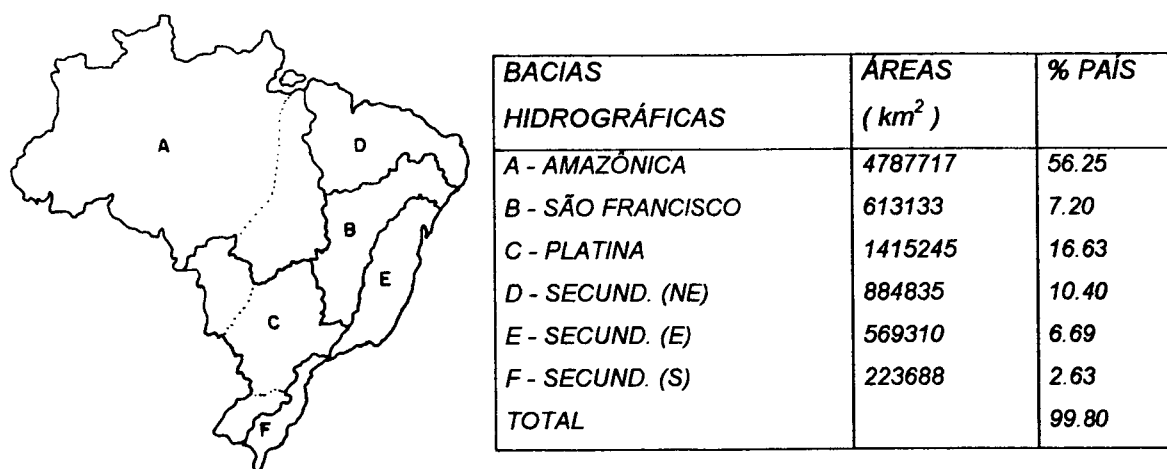 A
D
B
E
C
F
BACIAS HIDROGRÁFICAS ÁREAS ( km² ) % PAÍS
A - AMAZÔNICA 4787717 56.25
B - SÃO FRANCISCO 613133 7.20
C - PLATINA 1415245 16.63
D - SECUND. (NE) 884835 10.40
E - SECUND. (E) 569310 6.69
F - SECUND. (S) 223688 2.63
TOTAL 99.80